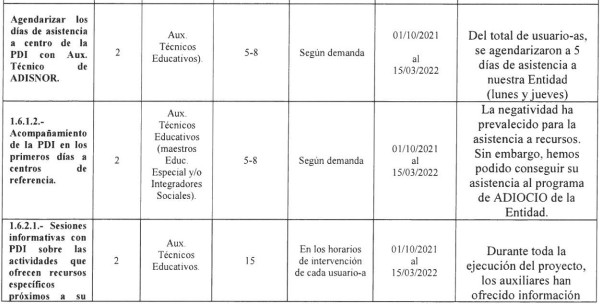 Agendarizar los
días de asistencia
a centro de la
PDI con Aux.
Técnico de
ADISNOR.
2
Aux.
Técnicos
Educativos).
5-8
Según demanda
01/10/2021
al
15/03/2022
Del total de usuario-as,
se agendarizaron a 5
días de asistencia a
nuestra Entidad
(lunes y jueves)
1.6.1.2.-
Acompañamiento
de la PDI en los
primeros días a
centros de
referencia.
2
Aux.
Técnicos
Educativos
(maestros
Educ.
Especial y/o
Integradores
Sociales).
5-8
Según demanda
01/10/2021
al
15/03/2022
La negatividad ha
prevalecido para la
asistencia a recursos.
Sin embargo, hemos
podido conseguir su
asistencia al programa
de ADIOCIO de la
Entidad.
1.6.2.1.- Sesiones
informativas con
PDI sobre las
actividades que
ofrecen recursos
específicos
próximos a su
2
Aux.
Técnicos
Educativos.
15
En los horarios
de intervención
de cada usuario-a
01/10/2021
al
15/03/2022
Durante toda la
ejecución del proyecto,
los auxiliares han
ofrecido información